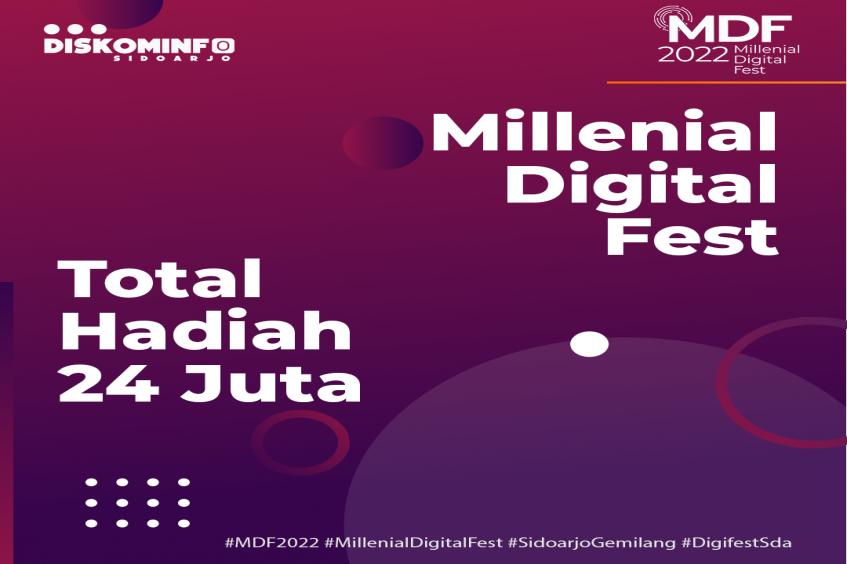 DISKOMINFO
SIDOARJO
MDF
2022 Millenial
Digital
Fest
Millenial
Digital
Fest
Total
Hadiah
24 Juta
#MDF2022 #MillenialDigitalFest #SidoarjoGemilang #DigifestSda